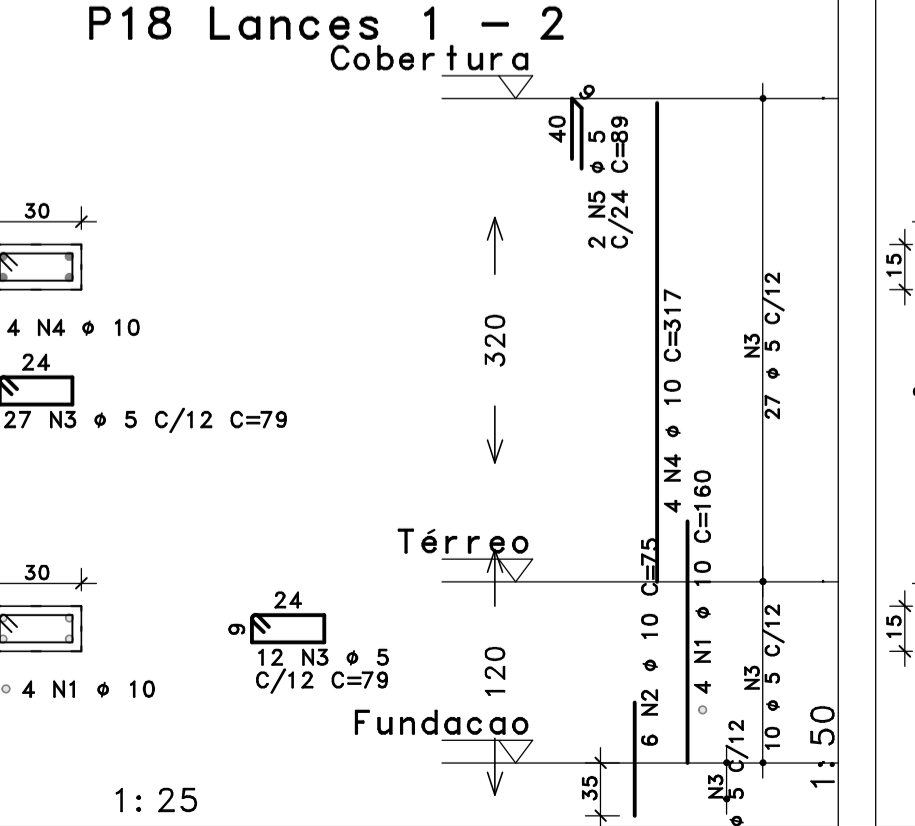 P18 Lances 1 - 2
Cobertura
9
40
2 N5 ϕ 5
C/24 C=89
30
15
4 N4 ϕ 10
320
4 N4 ϕ 10 C=317
N3
27 ϕ 5 C/12
24
27 N3 ϕ 5 C/12 C=79
Térreo
30
24
9
12 N3 ϕ 5
C/12 C=79
4 N1 ϕ 10
120
6 N2 ϕ 10 C=75
4 N1 ϕ 10 C=160
N3
10 ϕ 5 C/12
15
Fundacao
35
N3
ϕ 5 C/12
1:50
1:25